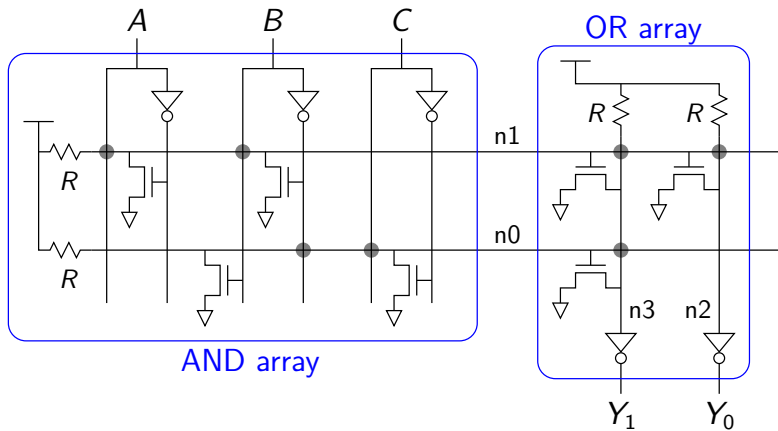 A B C
OR array
R R
n1
R
n0
R
n3 n2
AND array
Y₁ Y₀